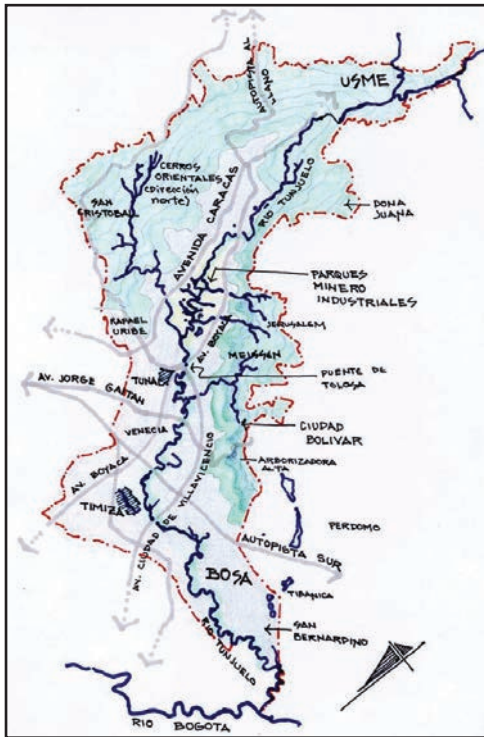 AUTOPISTA AL
LLANO
USME
CERROS
ORIENTALES
(dirección
norte)
SAN
CRISTOBAL
AVENIDA CARACAS
RIO TUNJUELO
DONA
JUANA
PARQUES
MINERO
INDUSTRIALES
RAFAEL
URIBE
AV. BOYACA
JERUSALEM
MEISSEN
PUENTE DE
TOLOSA
TUNAL
AV. JORGE GAITAN
VENECIA
CIUDAD
BOLIVAR
ARBORIZADORA
ALTA
AV. BOYACA
TIMIZA
AV. CIUDAD DE VILLAVICENCIO
PERDOMO
AUTOPISTA SUR
BOSA
TIBANICA
SAN
BERNARDINO
RIO TUNJUELO
RIO BOGOTA